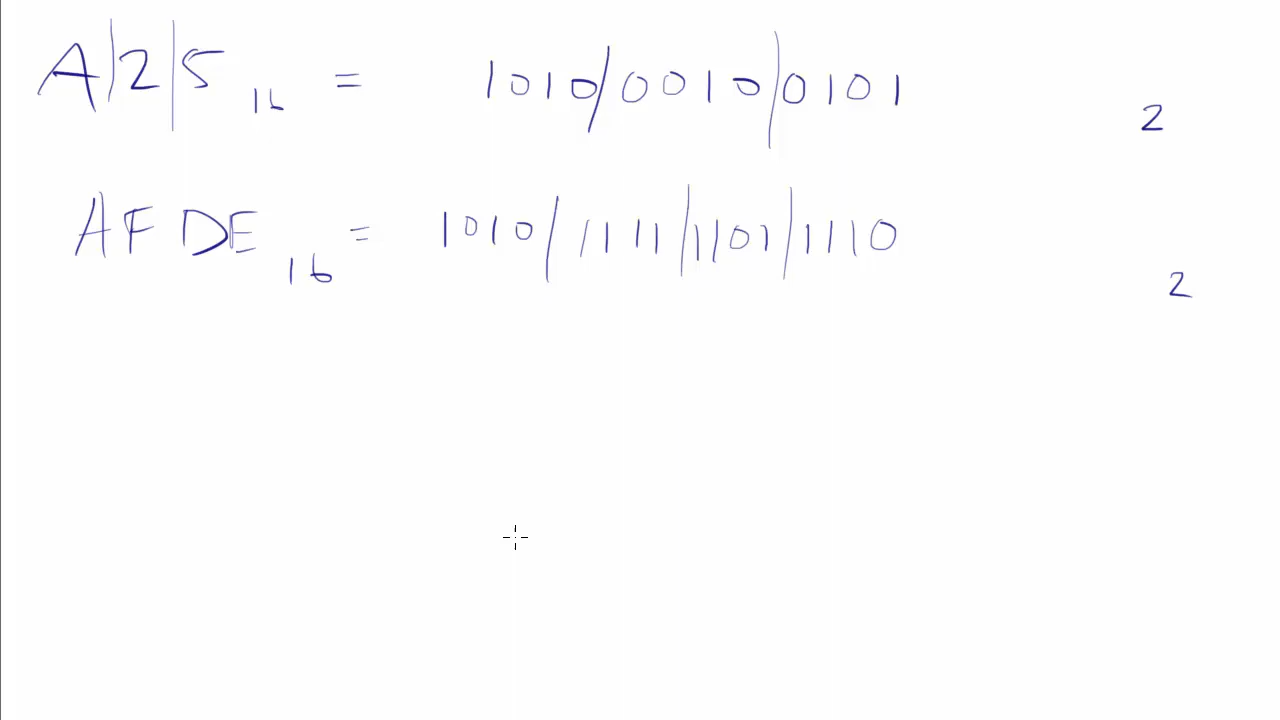 A|2|5 16 = 1010/0010/0101 2
AFDE 16 = 1010/1111/1101/1110 2